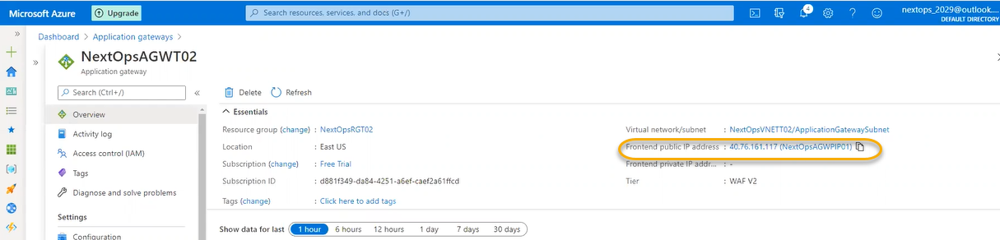 Microsoft Azure
Upgrade
Search resources, services, and docs (G+/)
4
nextops_2029@outlook....
DEFAULT DIRECTORY
Dashboard > Application gateways >
NextOpsAGWT02
Application gateway
Search (Ctrl+/)
Delete Refresh
Overview
Activity log
Access control (IAM)
Tags
Diagnose and solve problems
Settings
Configuration
Essentials
Resource group (change) : NextOpsRGT02
Location : East US
Subscription (change) : Free Trial
Subscription ID : d881f349-da84-4251-a6ef-caef2a61ffcd
Tags (change) : Click here to add tags
Virtual network/subnet : NextOpsVNETT02/ApplicationGatewaySubnet
Frontend public IP address : 40.76.161.117 (NextOpsAGWPIP01)
Frontend private IP addr... : -
Tier : WAF V2
Show data for last 1 hour 6 hours 12 hours 1 day 7 days 30 days